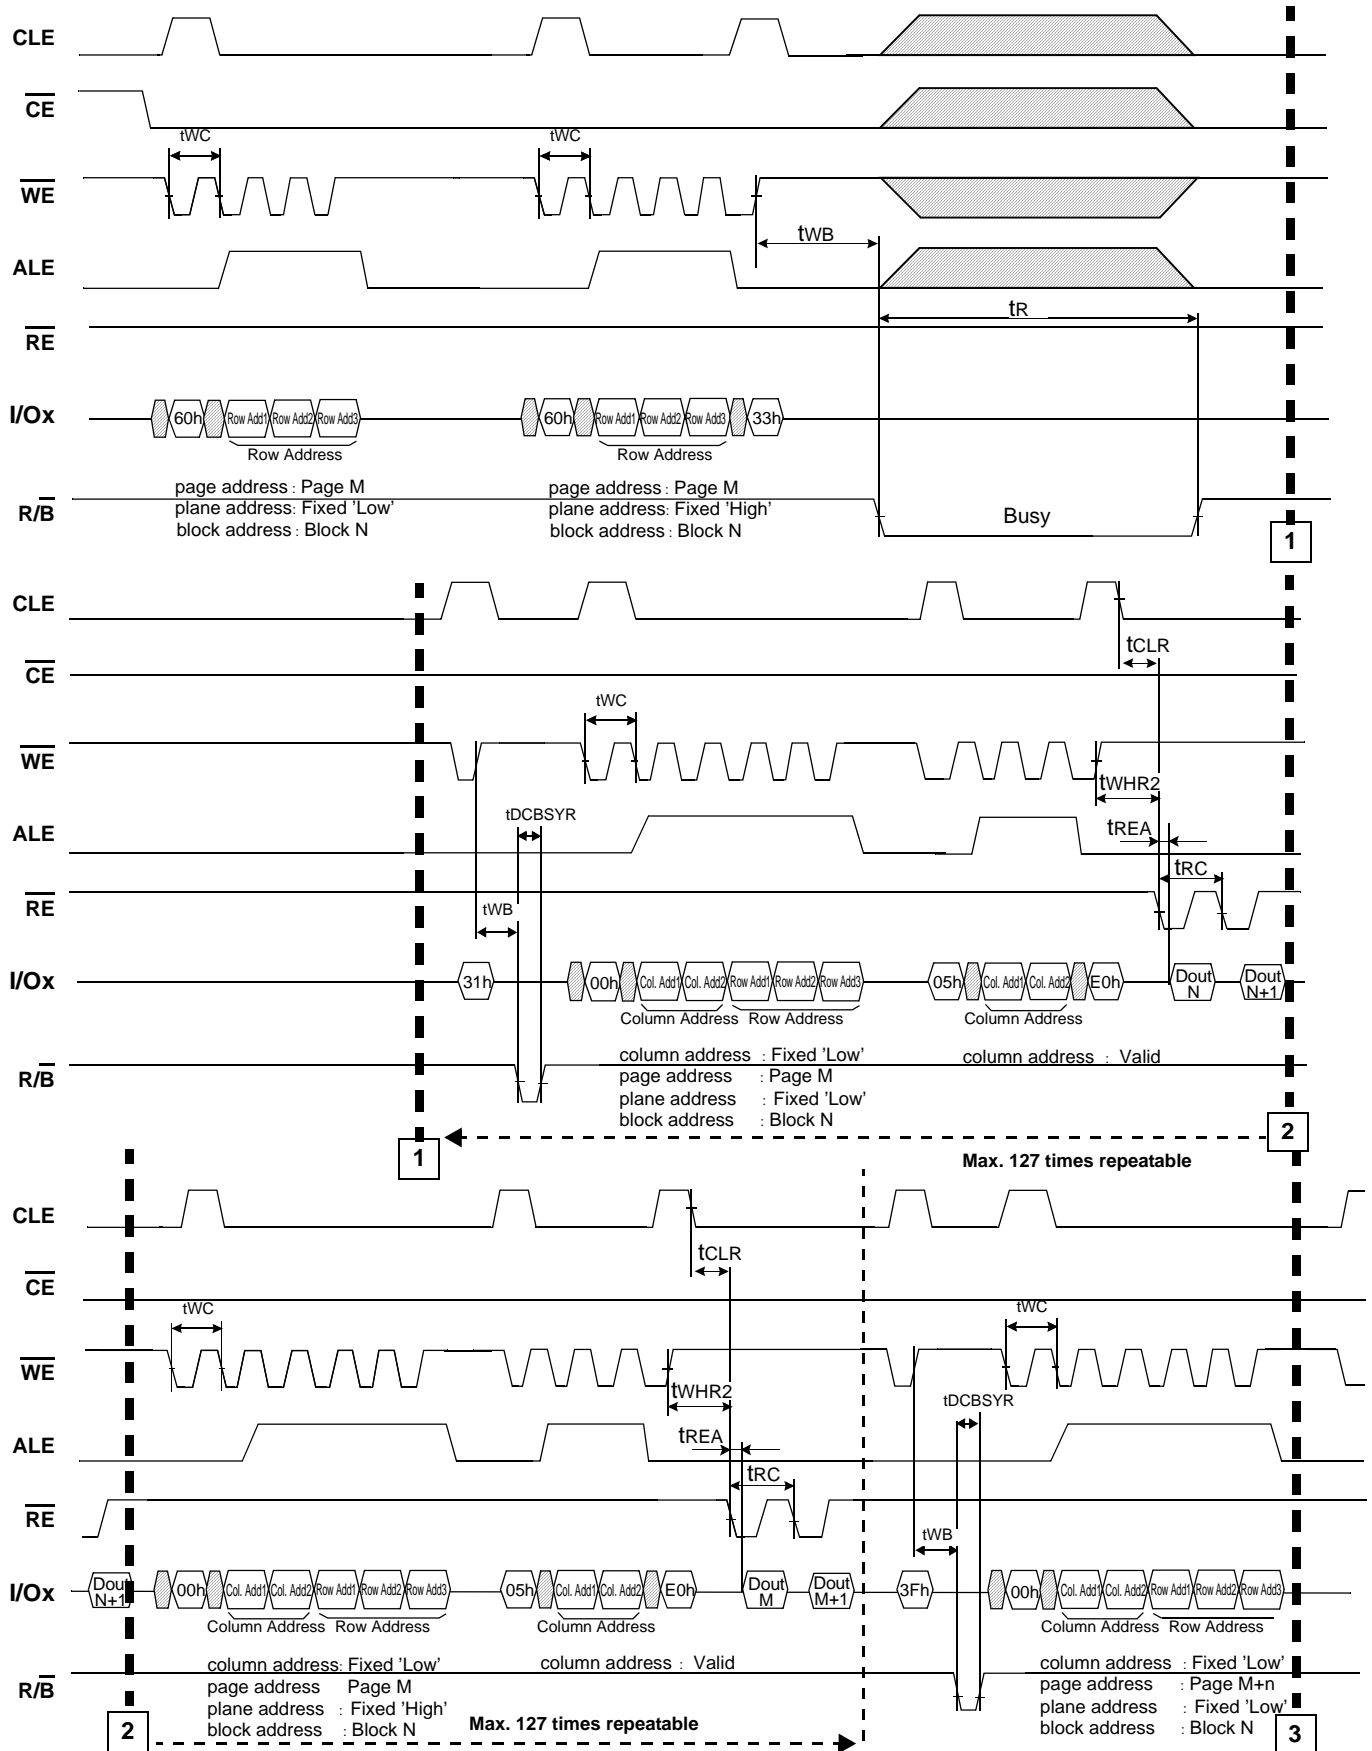 CLE
CE
tWC
tWC
WE
tWB
ALE
tR
RE
I/Ox
60h Row Add1 Row Add2 Row Add3
60h Row Add1 Row Add2 Row Add3 33h
Row Address
Row Address
page address : Page M
plane address: Fixed 'Low'
block address : Block N
page address : Page M
plane address: Fixed 'High'
block address : Block N
R/B
Busy
1
CLE
tCLR
CE
tWC
WE
tWHR2
tDCBSYR
ALE
tREA
tRC
RE
tWB
I/Ox
31h
00h Col. Add1 Col. Add2 Row Add1 Row Add2 Row Add3
05h Col. Add1 Col. Add2 E0h
Dout N
Dout N+1
Column Address Row Address
Column Address
column address : Fixed 'Low'
page address : Page M
plane address : Fixed 'Low'
block address : Block N
column address : Valid
R/B
1
2
Max. 127 times repeatable
CLE
tCLR
CE
tWC
tWC
WE
tWHR2
tDCBSYR
ALE
tREA
tRC
RE
tWB
I/Ox
Dout N+1
00h Col. Add1 Col. Add2 Row Add1 Row Add2 Row Add3
05h Col. Add1 Col. Add2 E0h
Dout M
Dout M+1
3Fh
00h Col. Add1 Col. Add2 Row Add1 Row Add2 Row Add3
Column Address Row Address
Column Address
Column Address Row Address
column address: Fixed 'Low'
page address Page M
plane address : Fixed 'High'
block address : Block N
column address : Valid
column address : Fixed 'Low'
page address : Page M+n
plane address : Fixed 'Low'
block address : Block N
R/B
2
Max. 127 times repeatable
3